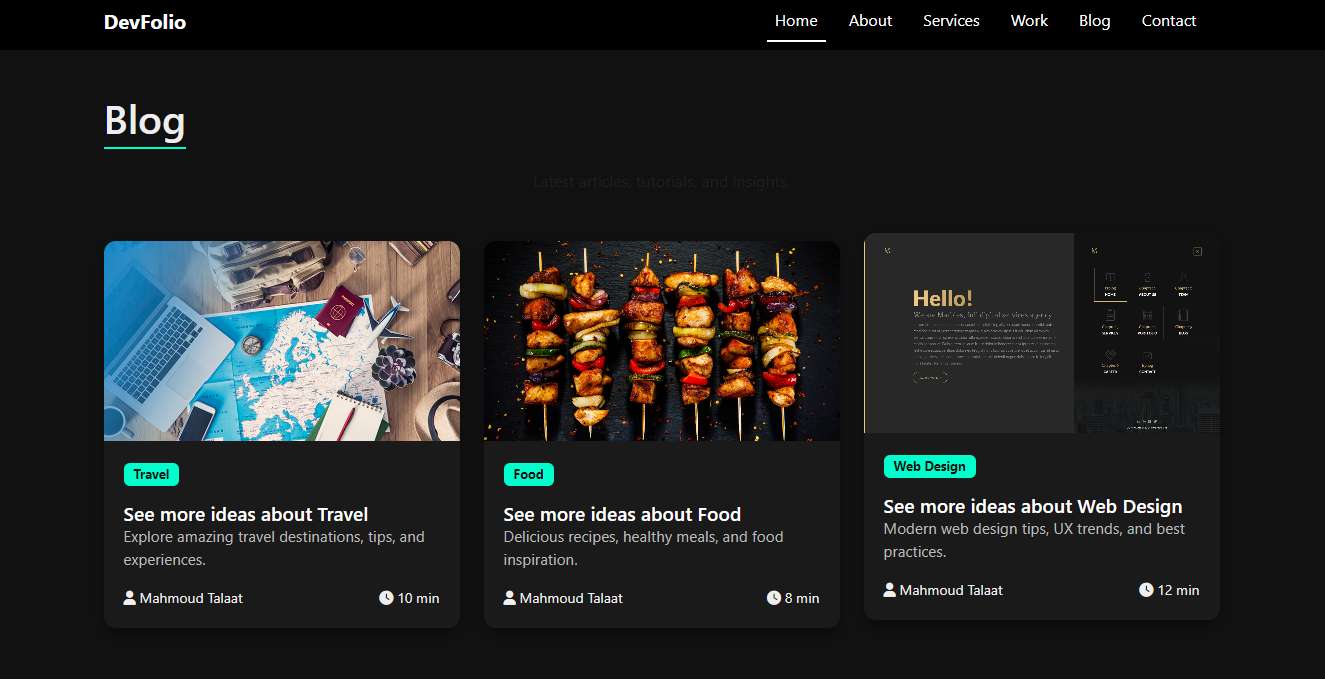 DevFolio
Home About Services Work Blog Contact
Blog
Latest articles, tutorials, and insights.
Travel
See more ideas about Travel
Explore amazing travel destinations, tips, and
experiences.
Mahmoud Talaat 10 min
Food
See more ideas about Food
Delicious recipes, healthy meals, and food
inspiration.
Mahmoud Talaat 8 min
Hello!
Web Design
See more ideas about Web Design
Modern web design tips, UX trends, and best
practices.
Mahmoud Talaat 12 min